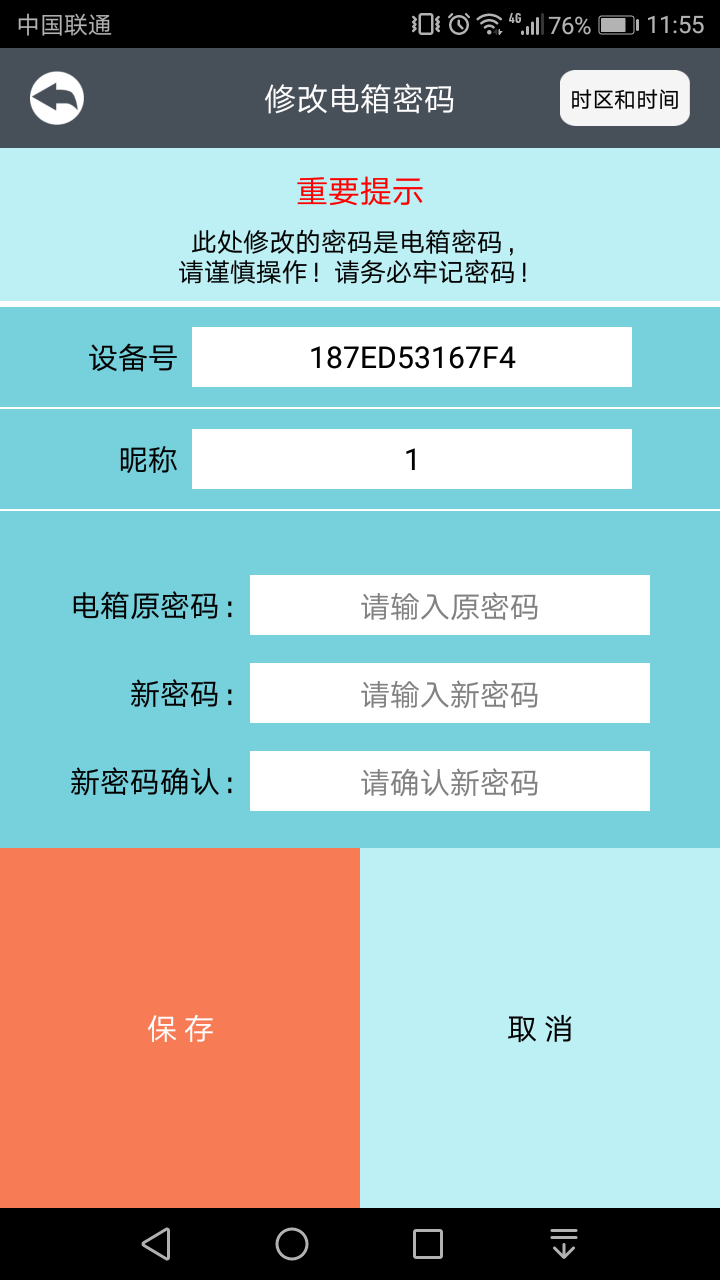 中国联通 4G 76% 11:55
修改电箱密码 时区和时间
重要提示
此处修改的密码是电箱密码，
请谨慎操作！请务必牢记密码！
设备号 187ED53167F4
昵称 1
电箱原密码： 请输入原密码
新密码： 请输入新密码
新密码确认： 请确认新密码
保存 取消